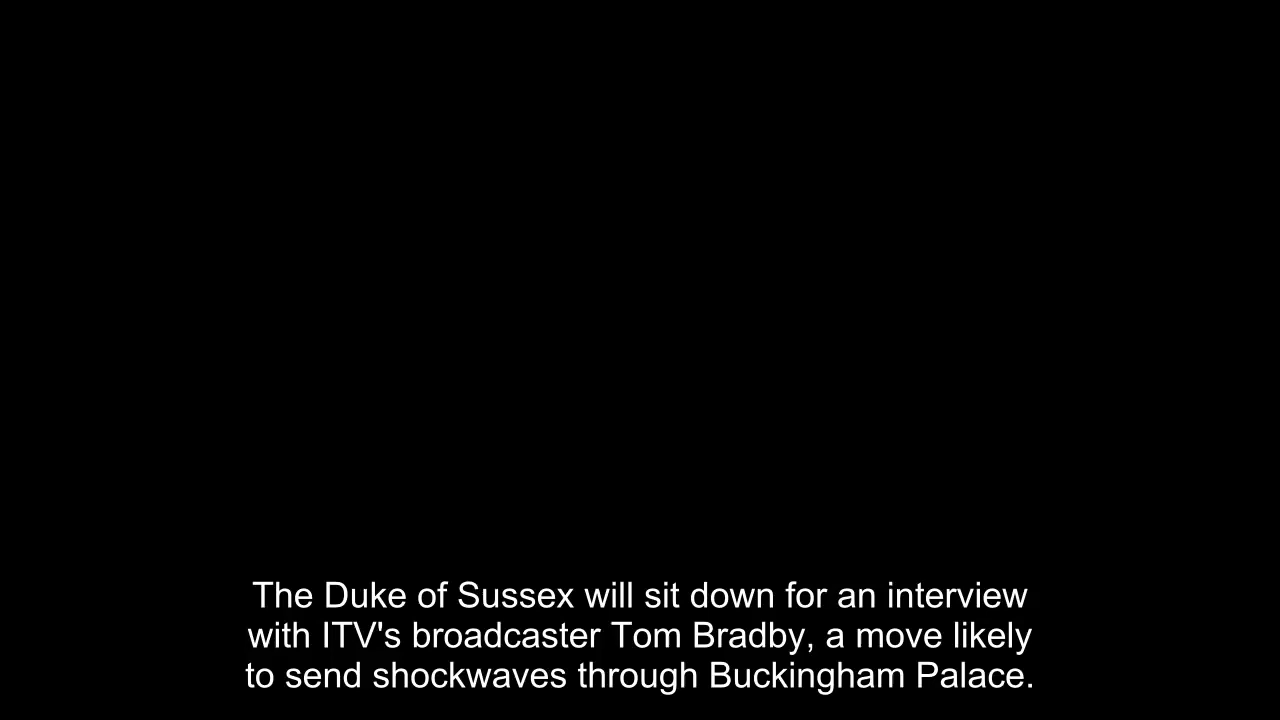 The Duke of Sussex will sit down for an interview
with ITV's broadcaster Tom Bradby, a move likely
to send shockwaves through Buckingham Palace.